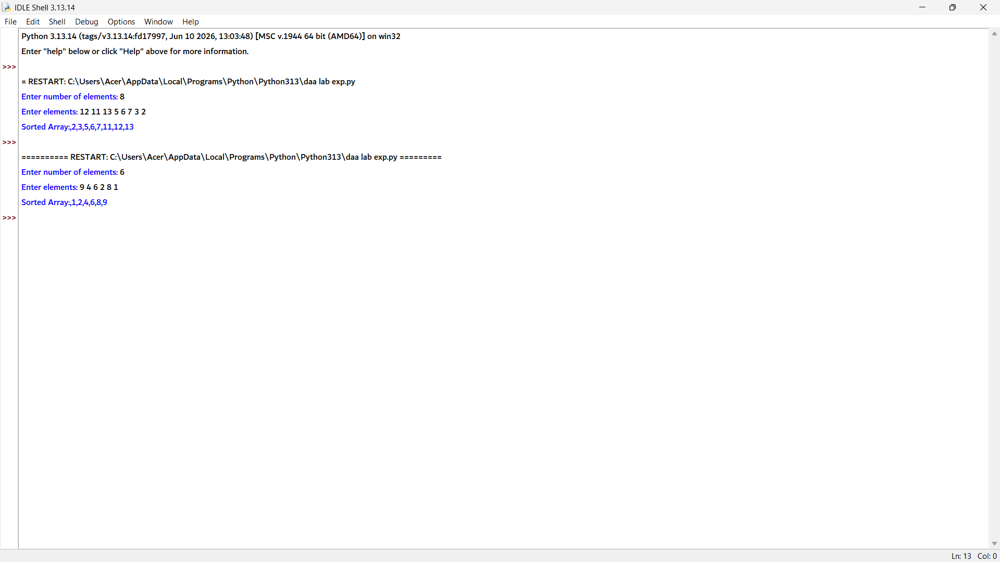 IDLE Shell 3.13.14
File Edit Shell Debug Options Window Help
Python 3.13.14 (tags/v3.13.14:fd17997, Jun 10 2026, 13:03:48) [MSC v.1944 64 bit (AMD64)] on win32
Enter "help" below or click "Help" above for more information.
>>>
= RESTART: C:\Users\Acer\AppData\Local\Programs\Python\Python313\daa lab exp.py
Enter number of elements: 8
Enter elements: 12 11 13 5 6 7 3 2
Sorted Array:,2,3,5,6,7,11,12,13
>>>
========== RESTART: C:\Users\Acer\AppData\Local\Programs\Python\Python313\daa lab exp.py =========
Enter number of elements: 6
Enter elements: 9 4 6 2 8 1
Sorted Array:,1,2,4,6,8,9
>>>
Ln: 13 Col: 0